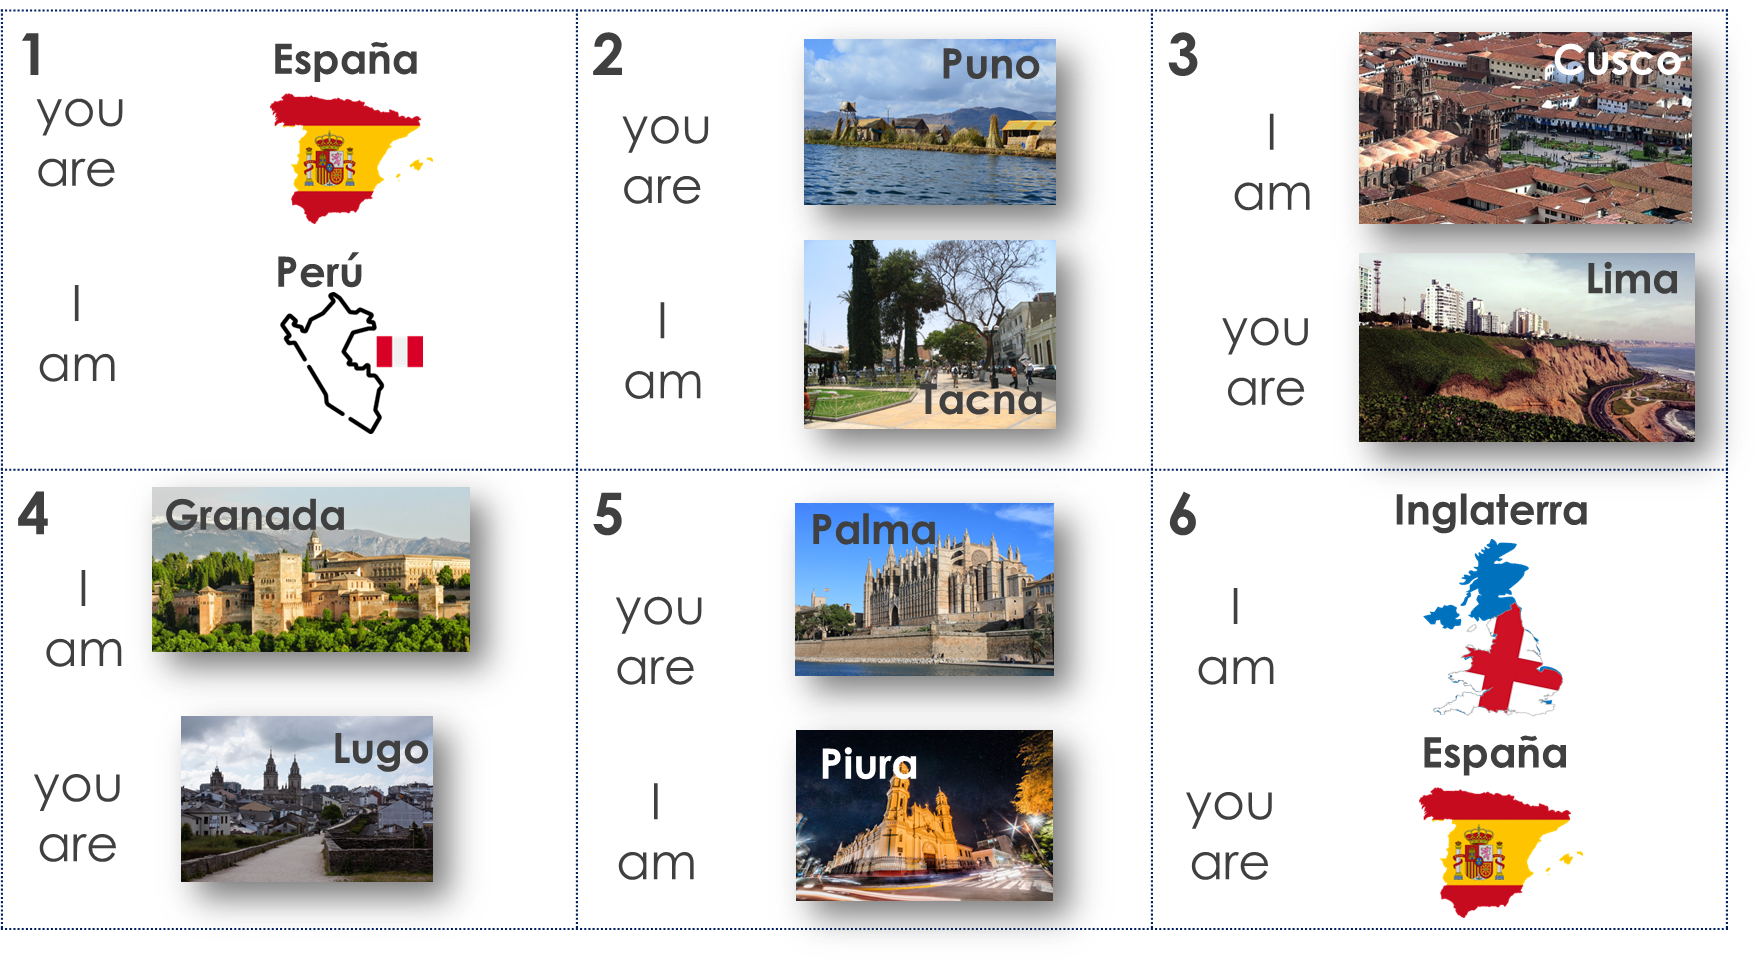 1
España
you
are
Perú
I
am
2
Puno
you
are
I
am
Tacna
3
Cusco
I
am
Lima
you
are
4
Granada
I
am
Lugo
you
are
5
Palma
you
are
Piura
I
am
6
Inglaterra
I
am
España
you
are